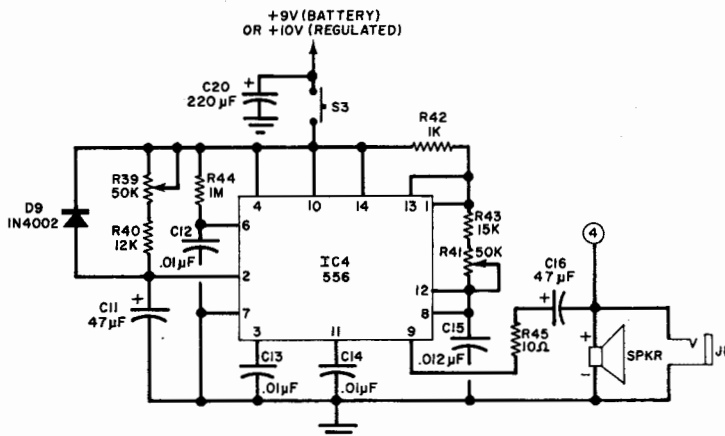 +9V (BATTERY)
OR +10V (REGULATED)
C20
220µF
+
S3
R42
1K
R39
50K
R44
1M
D9
1N4002
R40
12K
C12
.01µF
4
10
14
13
1
6
2
7
3
11
9
12
8
IC4
556
R43
15K
R41
50K
C11
47µF
+
C13
.01µF
C14
.01µF
C15
.012µF
R45
10Ω
C16
47µF
+
4
+
-
SPKR